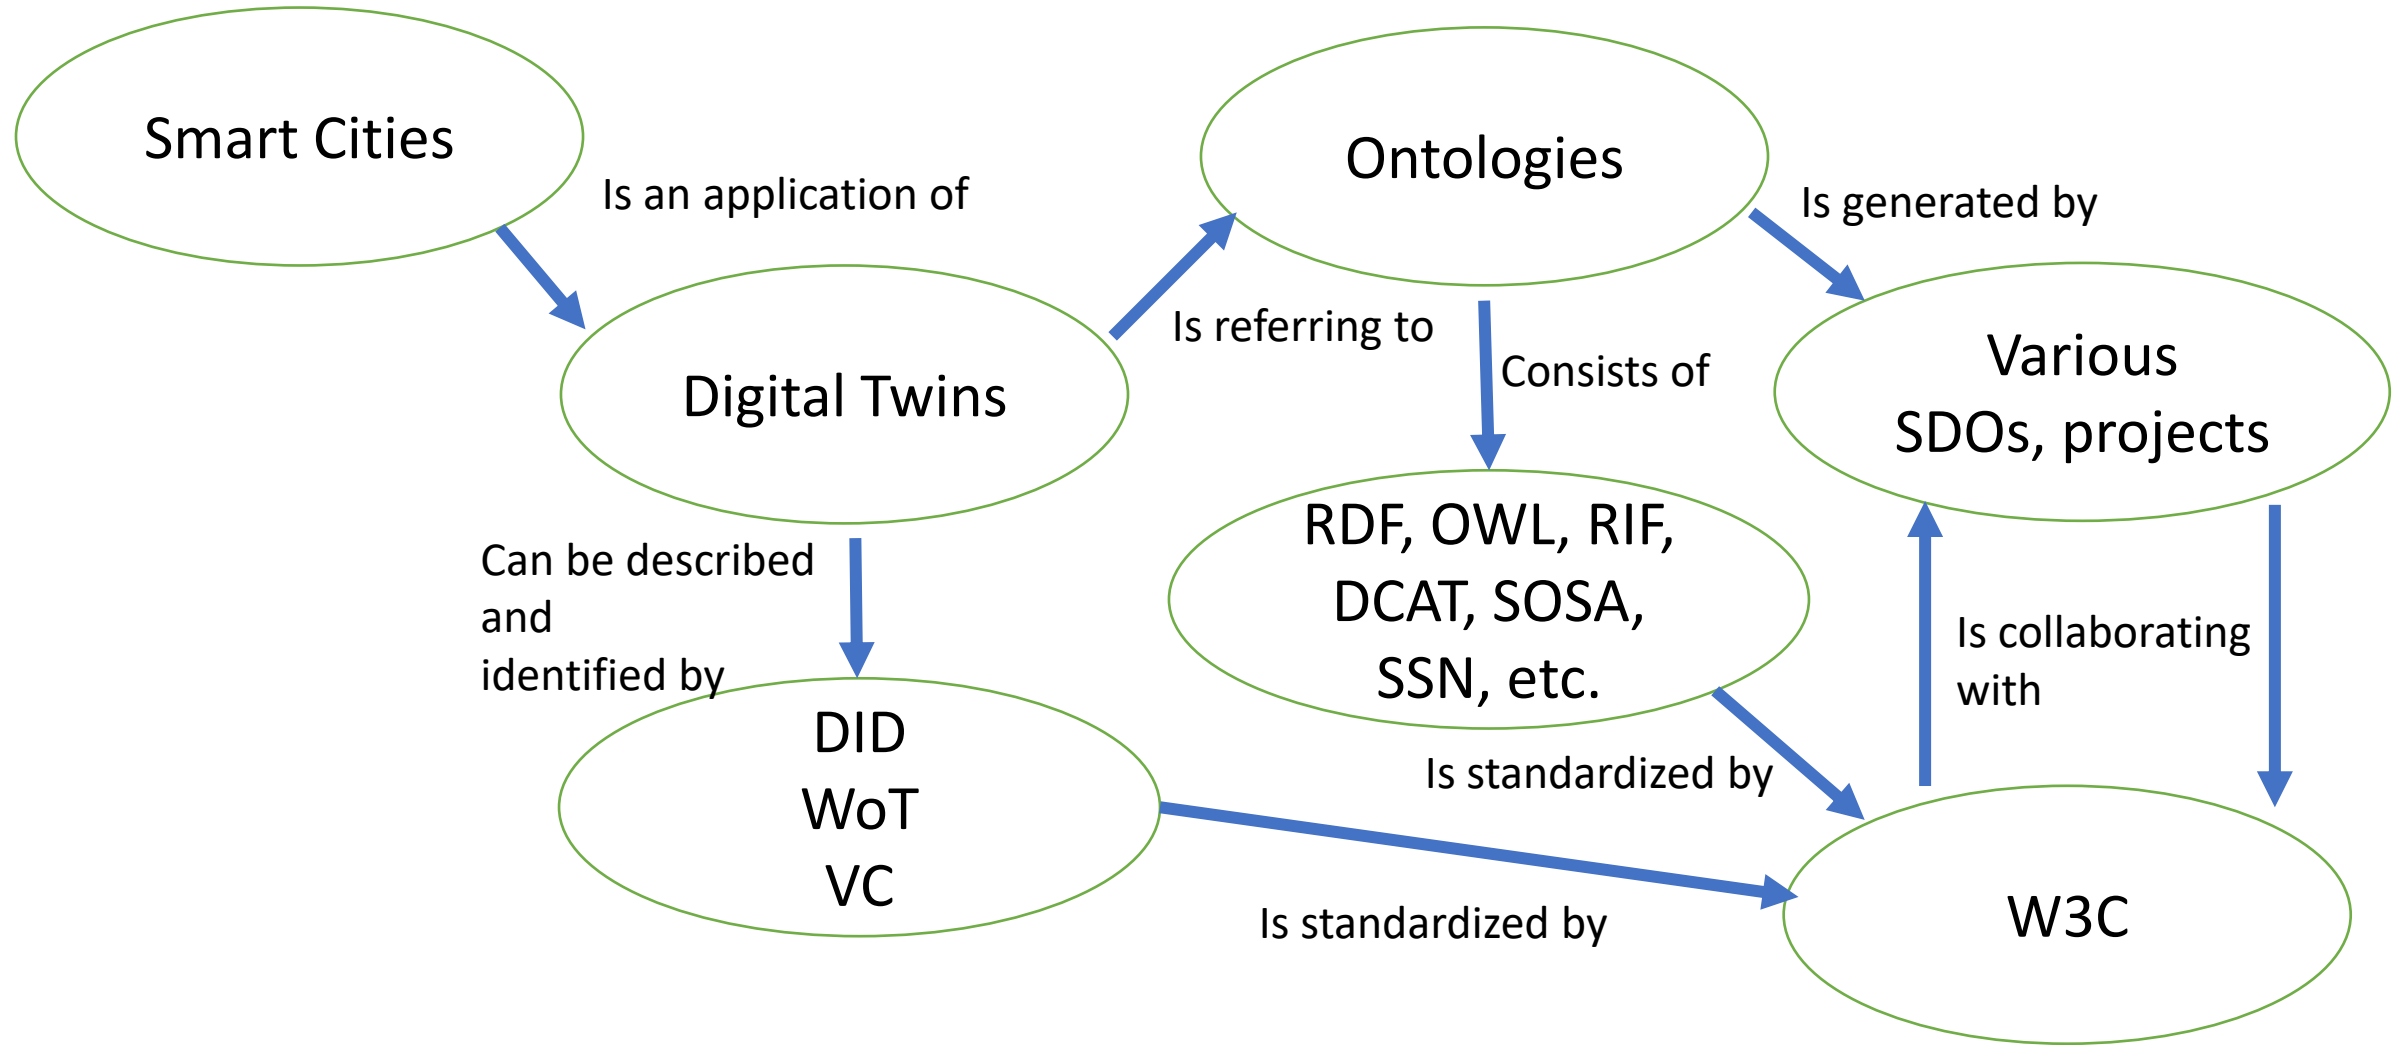 Smart Cities
Is an application of
Ontologies
Is generated by
Digital Twins
Is referring to
Consists of
Various
SDOs, projects
Can be described
and
identified by
RDF, OWL, RIF,
DCAT, SOSA,
SSN, etc.
Is collaborating
with
DID
WoT
VC
Is standardized by
Is standardized by
W3C